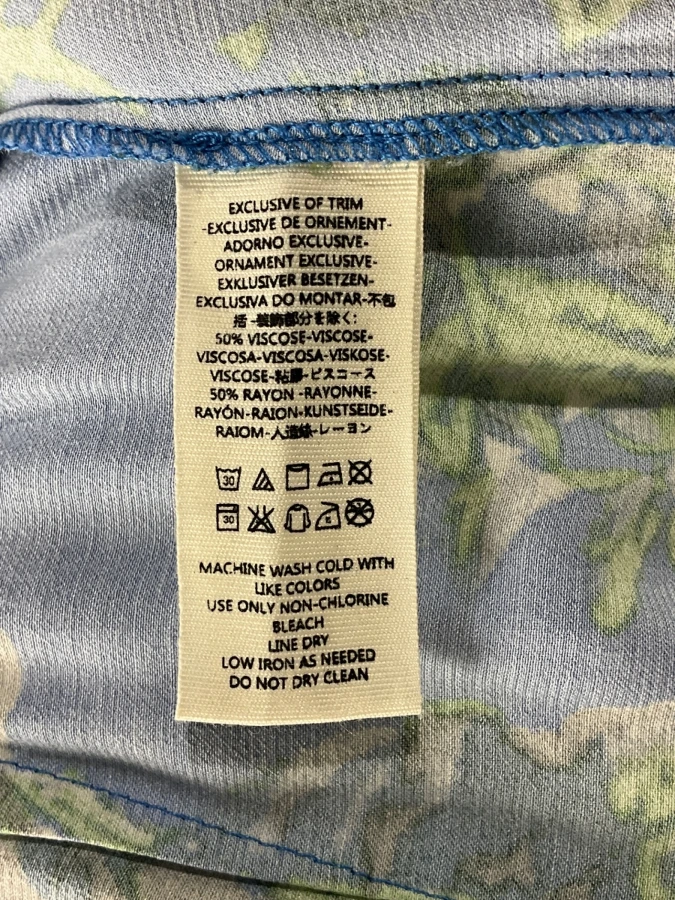 EXCLUSIVE OF TRIM
-EXCLUSIVE DE ORNEMENT-
ADORNO EXCLUSIVE-
ORNAMENT EXCLUSIVE-
EXKLUSIVER BESETZEN-
EXCLUSIVA DO MONTAR-不包
括 -装飾部分を除く:
50% VISCOSE-VISCOSE-
VISCOSA-VISCOSA-VISKOSE-
VISCOSE-粘膠-ビスコース
50% RAYON -RAYONNE-
RAYÓN-RAION-KUNSTSEIDE-
RAIOM-人造絲-レーヨン
30
30
MACHINE WASH COLD WITH
LIKE COLORS
USE ONLY NON-CHLORINE
BLEACH
LINE DRY
LOW IRON AS NEEDED
DO NOT DRY CLEAN